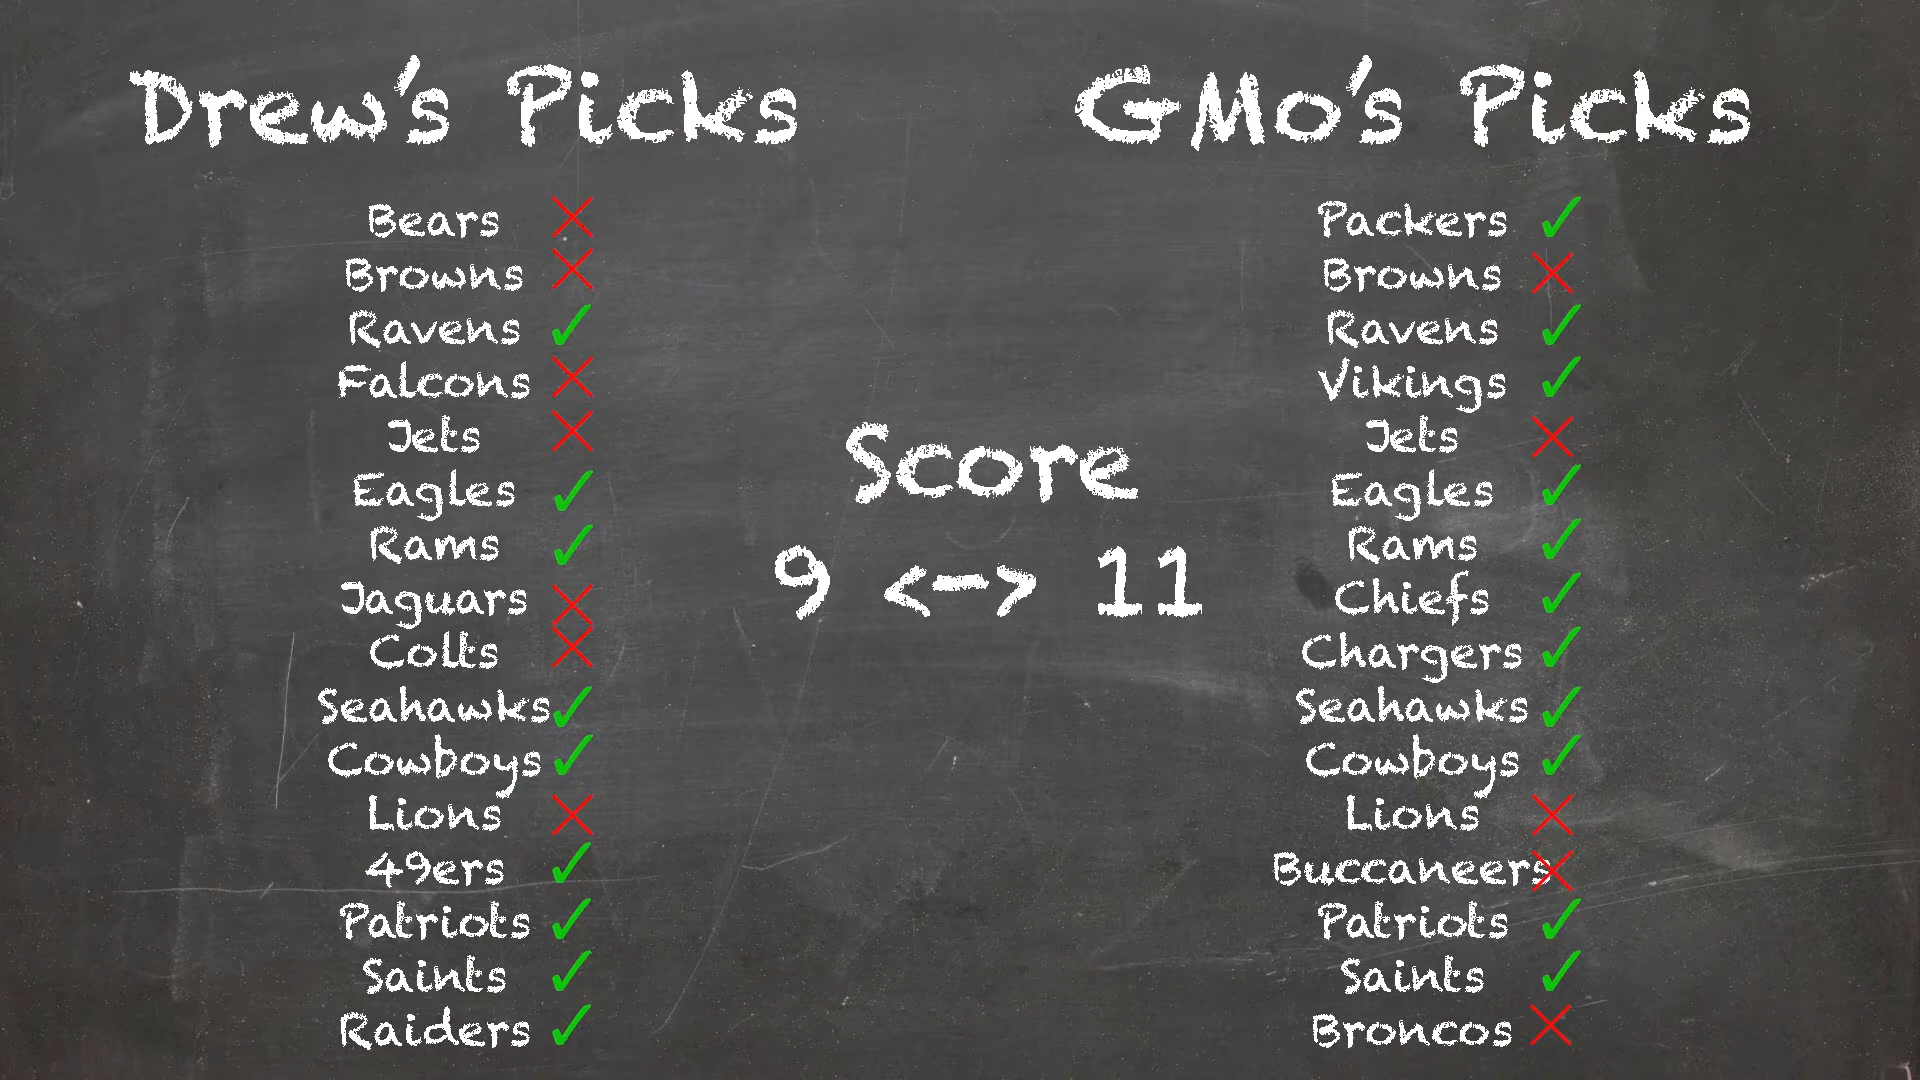 Drew's Picks
Bears
Browns
Ravens
Falcons
Jets
Eagles
Rams
Jaguars
Colts
Seahawks
Cowboys
Lions
49ers
Patriots
Saints
Raiders
Score
9 <-> 11
GMo's Picks
Packers
Browns
Ravens
Vikings
Jets
Eagles
Rams
Chiefs
Chargers
Seahawks
Cowboys
Lions
Buccaneers
Patriots
Saints
Broncos